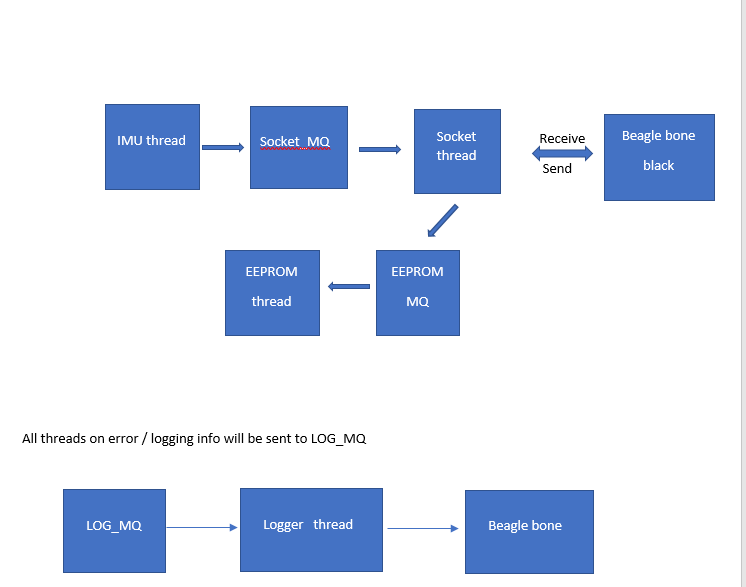 IMU thread
Socket_MQ
Socket
thread
Receive
Send
Beagle bone
black
EEPROM
thread
EEPROM
MQ
All threads on error / logging info will be sent to LOG_MQ
LOG_MQ
Logger thread
Beagle bone